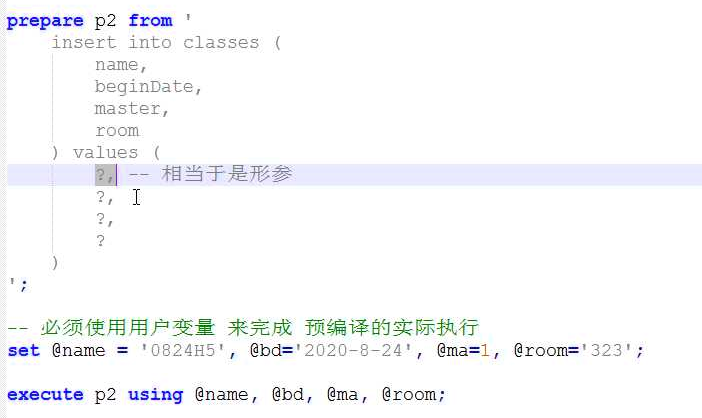 prepare p2 from '
insert into classes (
name,
beginDate,
master,
room
) values (
?, -- 相当于是形参
?,
?,
?
)
';
-- 必须使用用户变量 来完成 预编译的实际执行
set @name = '0824H5', @bd='2020-8-24', @ma=1, @room='323';
execute p2 using @name, @bd, @ma, @room;